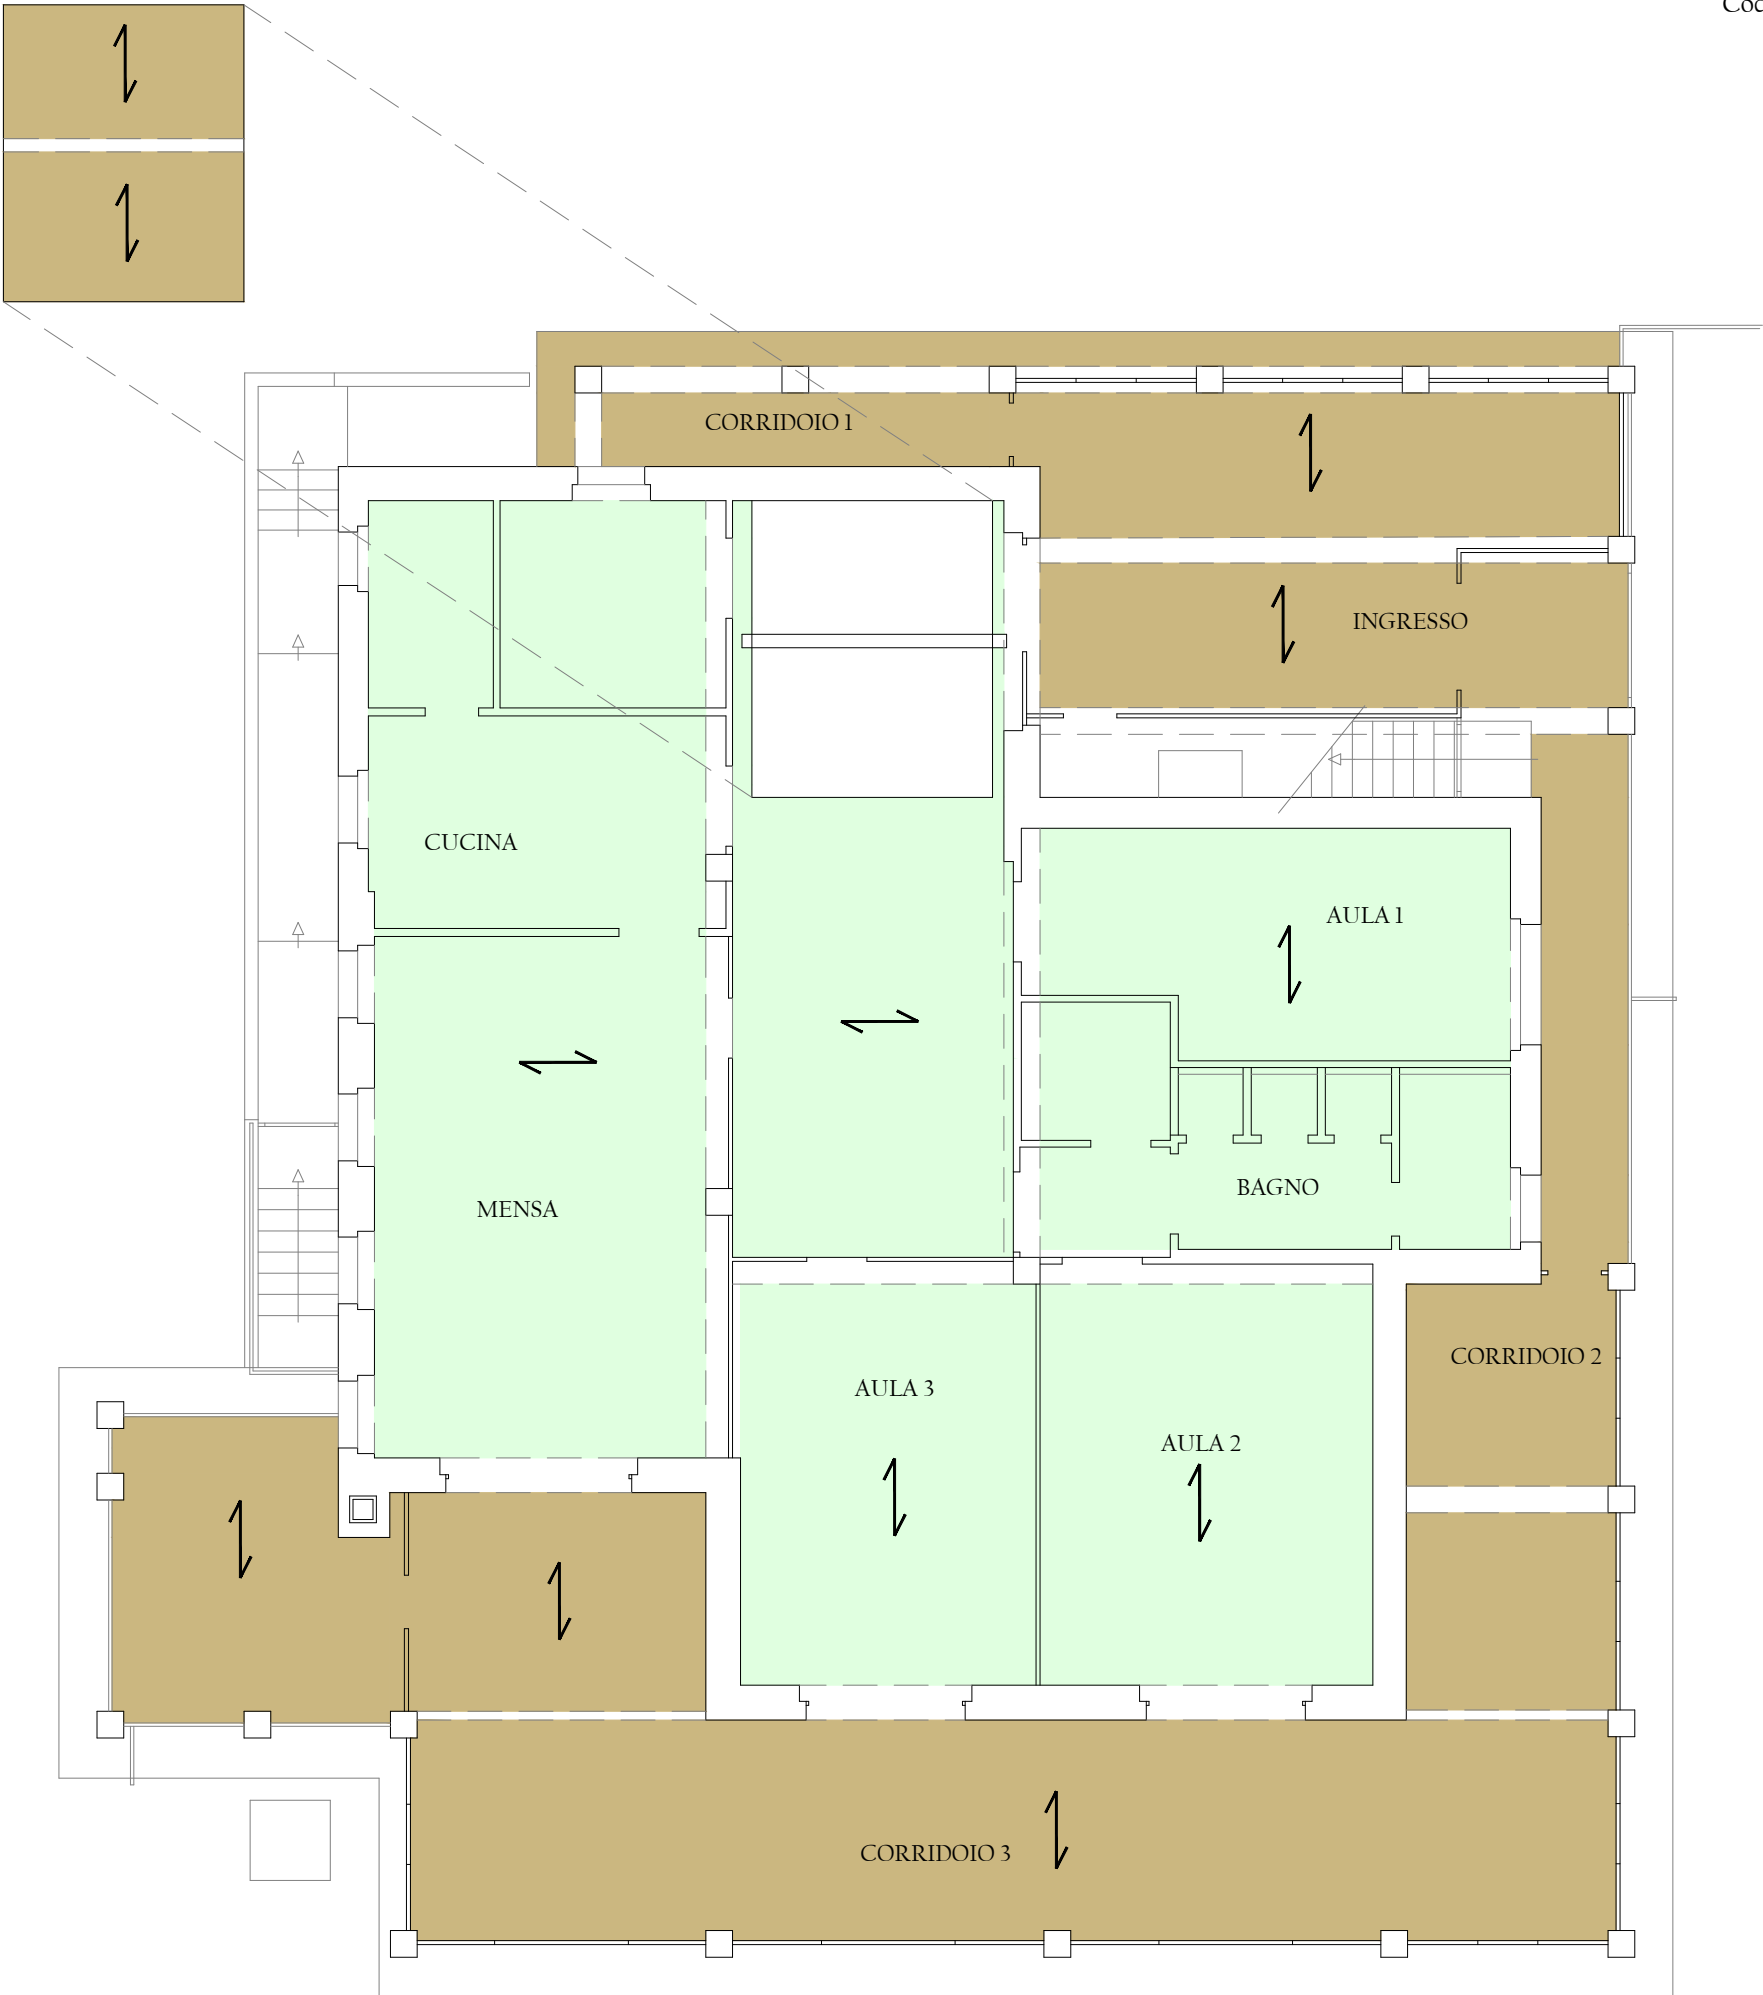 CORRIDOIO 1
INGRESSO
CUCINA
AULA 1
BAGNO
MENSA
CORRIDOIO 2
AULA 3
AULA 2
CORRIDOIO 3